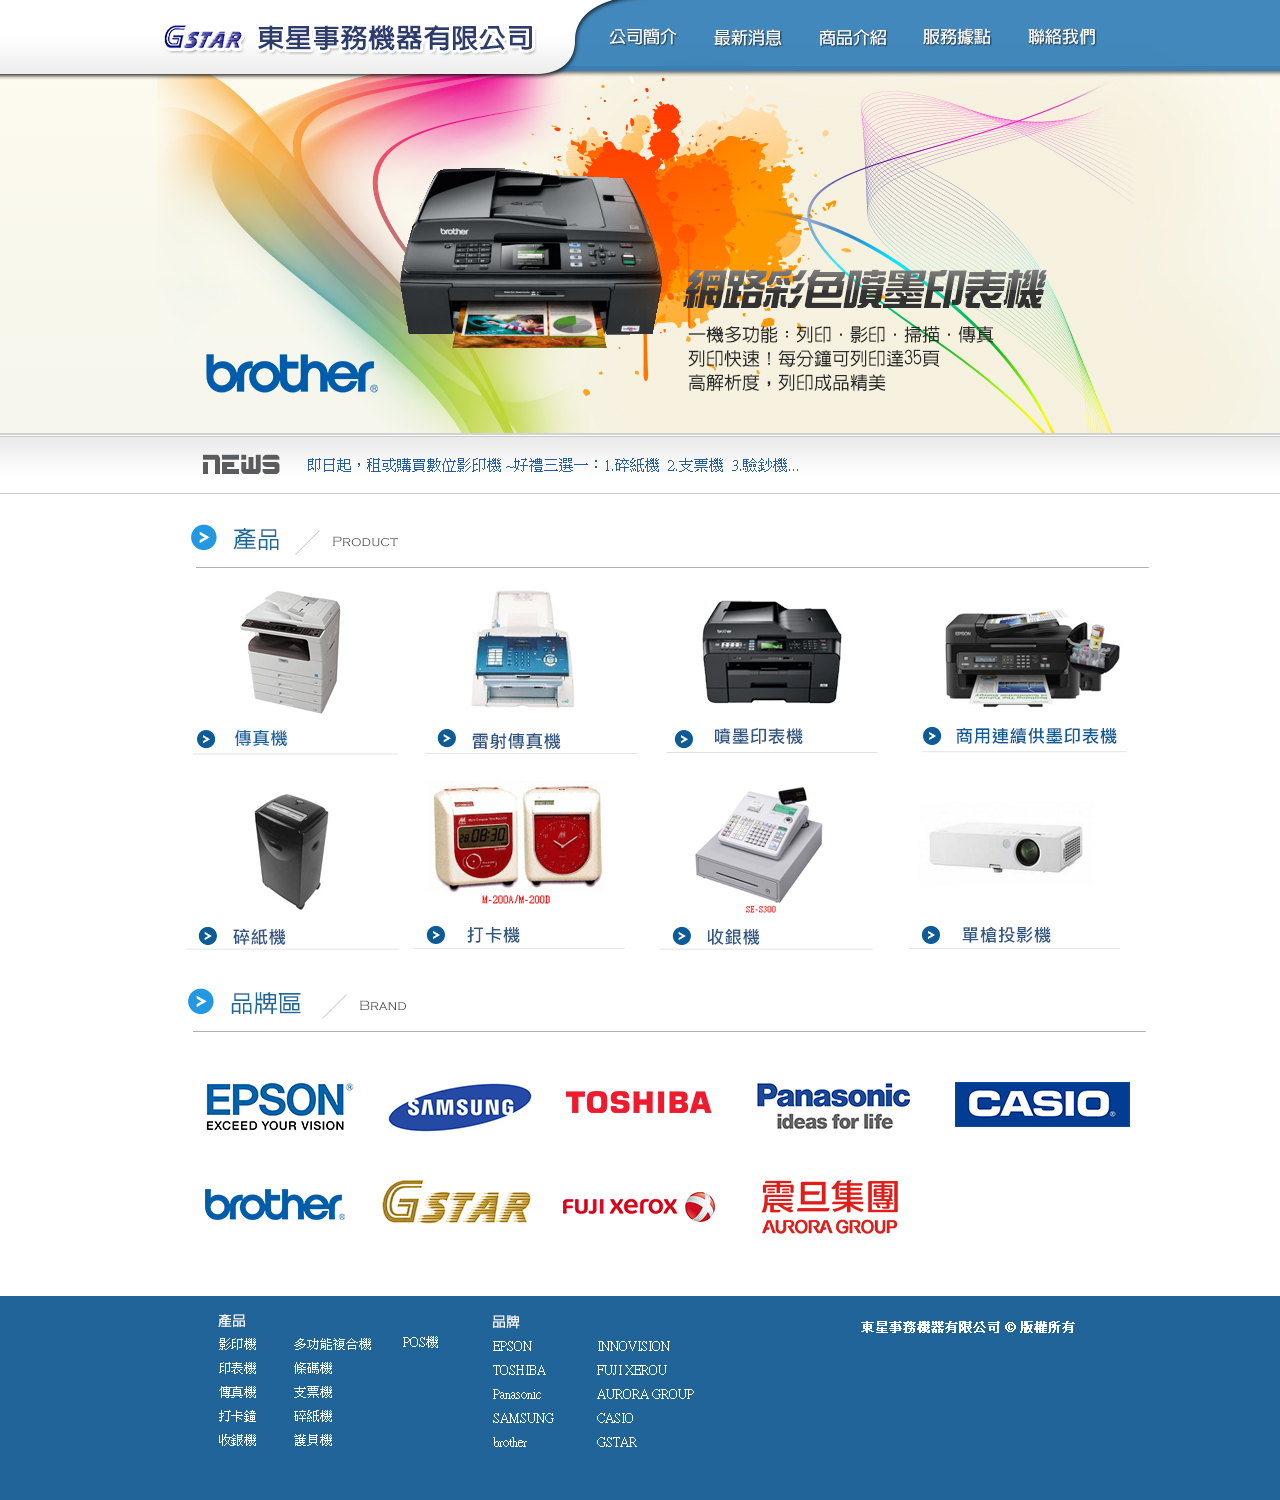 GSTAR 東星事務機器有限公司
公司簡介 最新消息 商品介紹 服務據點 聯絡我們
brother
網路彩色噴墨印表機
一機多功能：列印．影印．掃描．傳真
列印快速！每分鐘可列印達35頁
高解析度，列印成品精美
brother®
NEWS 即日起，租或購買數位影印機 ~好禮三選一：1.碎紙機 2.支票機 3.驗鈔機...
產品 PRODUCT
EPSON
傳真機 雷射傳真機 噴墨印表機 商用連續供墨印表機
08:30
M-200A/M-200D
SE-S300
碎紙機 打卡機 收銀機 單槍投影機
品牌區 BRAND
EPSON®
EXCEED YOUR VISION
SAMSUNG
TOSHIBA
Panasonic
ideas for life
CASIO®
brother®
GSTAR
FUJI XEROX
震旦集團
AURORA GROUP
產品
影印機 多功能複合機 POS機
印表機 條碼機
傳真機 支票機
打卡鐘 碎紙機
收銀機 護貝機
品牌
EPSON INNOVISION
TOSHIBA FUJI XEROU
Panasonic AURORA GROUP
SAMSUNG CASIO
brother GSTAR
東星事務機器有限公司 © 版權所有